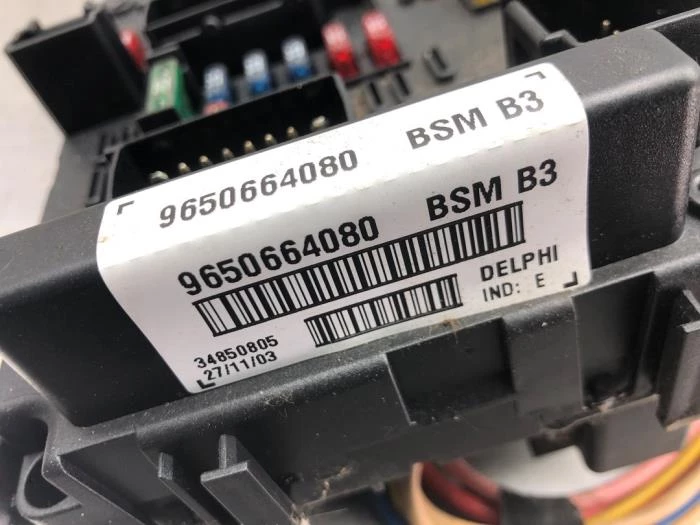 9650664080 BSM B3
9650664080 BSM B3
DELPHI
IND: E
34850805
27/11/03